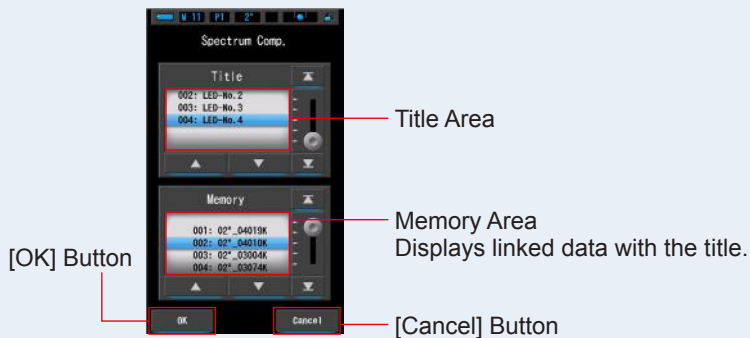 M 11 P1 2°
Spectrum Comp.
Title
002: LED-No.2
003: LED-No.3
004: LED-No.4
Title Area
Memory
001: 02°_04019K
002: 02°_04010K
003: 02°_03004K
004: 02°_03074K
Memory Area
Displays linked data with the title.
[OK] Button
OK
Cancel
[Cancel] Button